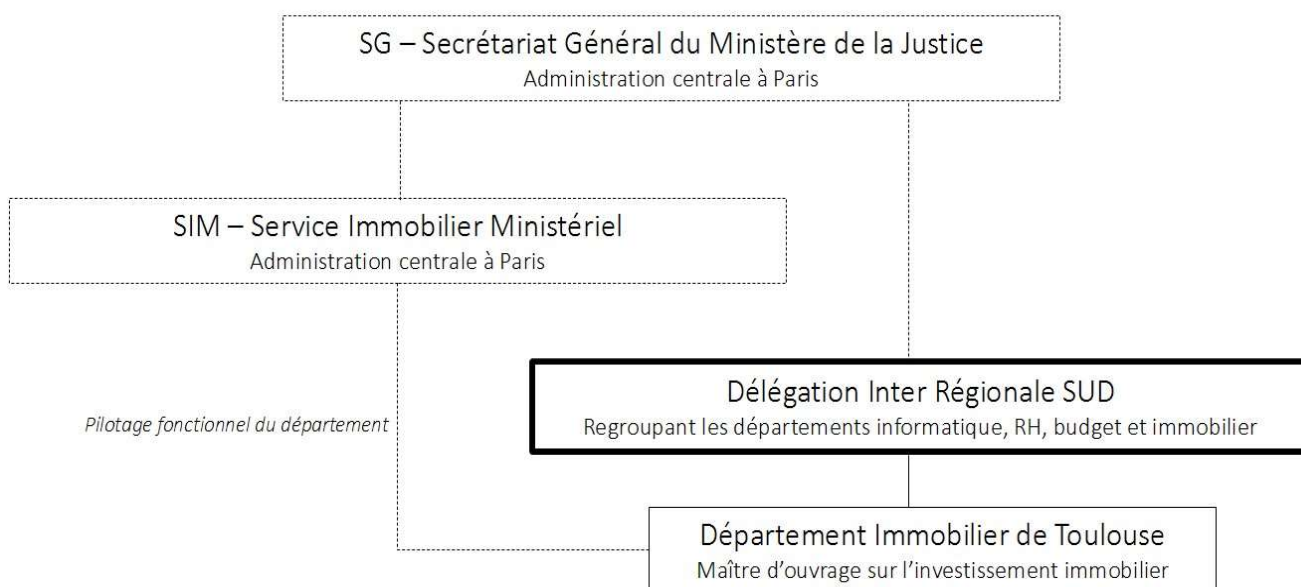 SG – Secrétariat Général du Ministère de la Justice
Administration centrale à Paris
SIM – Service Immobilier Ministériel
Administration centrale à Paris
Délégation Inter Régionale SUD
Regroupant les départements informatique, RH, budget et immobilier
Pilotage fonctionnel du département
Département Immobilier de Toulouse
Maître d’ouvrage sur l’investissement immobilier